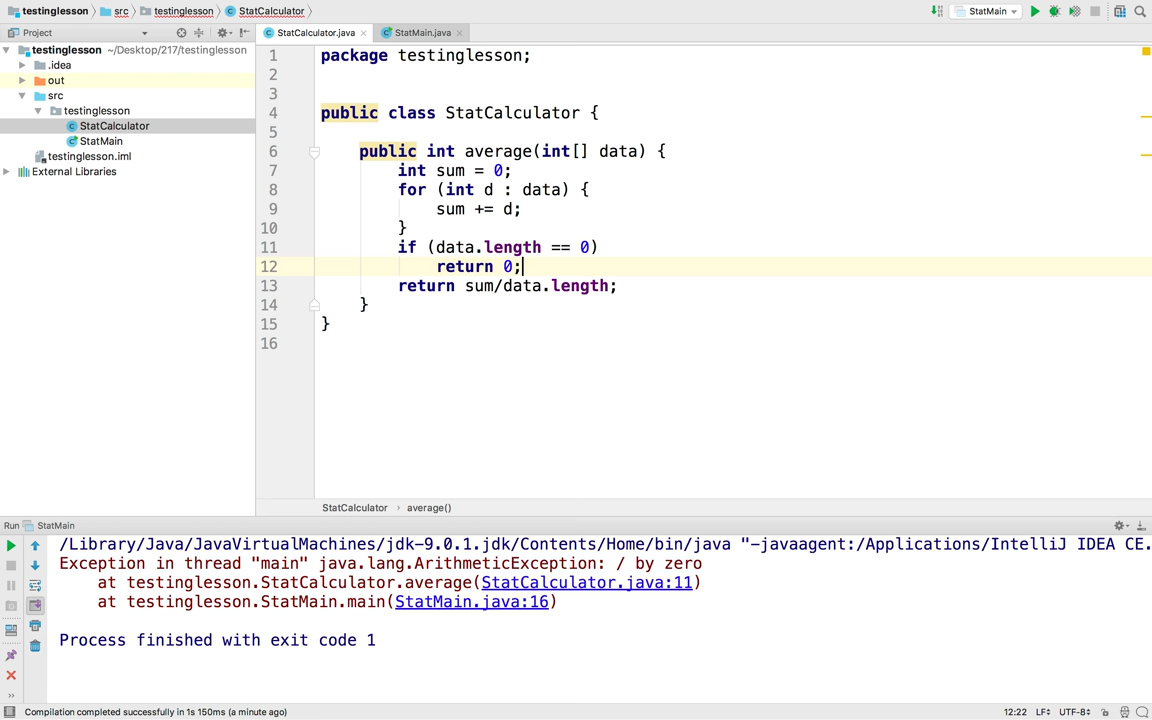 testinglesson src testinglesson StatCalculator StatMain
Project StatCalculator.java StatMain.java
testinglesson ~/Desktop/217/testinglesson
.idea
out
src
testinglesson
StatCalculator
StatMain
testinglesson.iml
External Libraries
1 package testinglesson;
2
3
4 public class StatCalculator {
5
6 public int average(int[] data) {
7 int sum = 0;
8 for (int d : data) {
9 sum += d;
10 }
11 if (data.length == 0)
12 return 0;
13 return sum/data.length;
14 }
15 }
16
StatCalculator › average()
Run StatMain
/Library/Java/JavaVirtualMachines/jdk-9.0.1.jdk/Contents/Home/bin/java "-javaagent:/Applications/IntelliJ IDEA CE.
Exception in thread "main" java.lang.ArithmeticException: / by zero
at testinglesson.StatCalculator.average(StatCalculator.java:11)
at testinglesson.StatMain.main(StatMain.java:16)
Process finished with exit code 1
Compilation completed successfully in 1s 150ms (a minute ago) 12:22 LF UTF-8